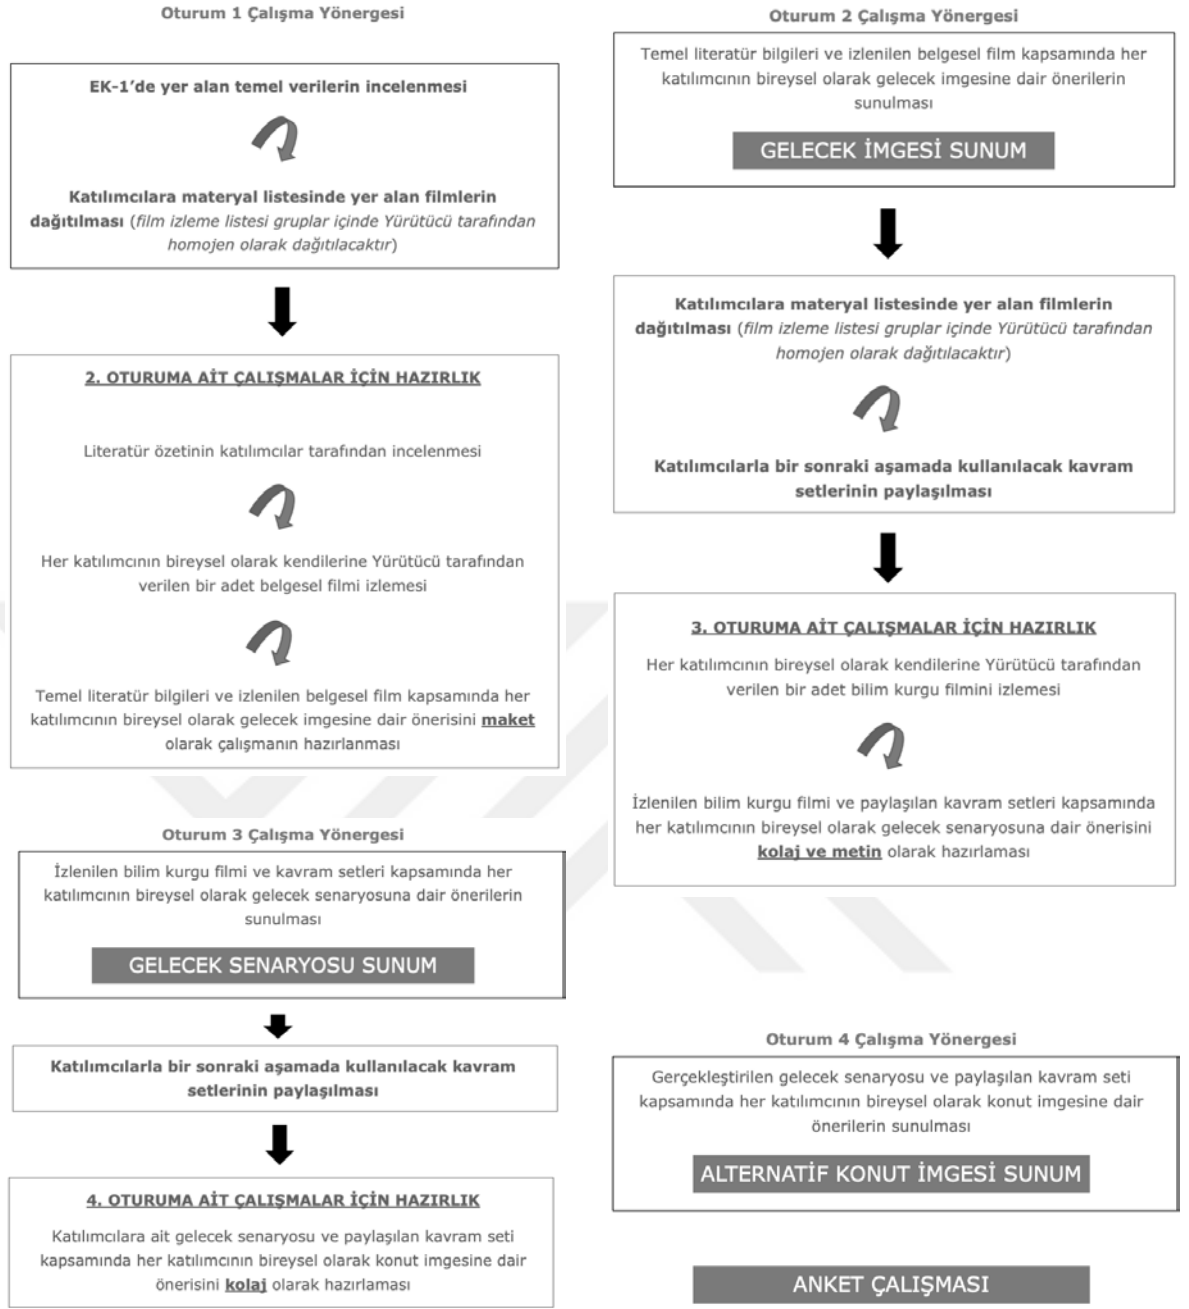 Oturum 1 Çalışma Yönergesi
EK-1’de yer alan temel verilerin incelenmesi
Katılımcılara materyal listesinde yer alan filmlerin
dağıtılması (film izleme listesi gruplar içinde Yürütücü tarafından
homojen olarak dağıtılacaktır)
2. OTURUMA AİT ÇALIŞMALAR İÇİN HAZIRLIK
Literatür özetinin katılımcılar tarafından incelenmesi
Her katılımcının bireysel olarak kendilerine Yürütücü tarafından
verilen bir adet belgesel filmi izlemesi
Temel literatür bilgileri ve izlenilen belgesel film kapsamında her
katılımcının bireysel olarak gelecek imgesine dair önerisini maket
olarak çalışmanın hazırlanması
Oturum 2 Çalışma Yönergesi
Temel literatür bilgileri ve izlenilen belgesel film kapsamında her
katılımcının bireysel olarak gelecek imgesine dair önerilerin
sunulması
GELECEK İMGESİ SUNUM
Katılımcılara materyal listesinde yer alan filmlerin
dağıtılması (film izleme listesi gruplar içinde Yürütücü tarafından
homojen olarak dağıtılacaktır)
Katılımcılarla bir sonraki aşamada kullanılacak kavram
setlerinin paylaşılması
3. OTURUMA AİT ÇALIŞMALAR İÇİN HAZIRLIK
Her katılımcının bireysel olarak kendilerine Yürütücü tarafından
verilen bir adet bilim kurgu filmini izlemesi
İzlenilen bilim kurgu filmi ve paylaşılan kavram setleri kapsamında
her katılımcının bireysel olarak gelecek senaryosuna dair önerisini
kolaj ve metin olarak hazırlaması
Oturum 3 Çalışma Yönergesi
İzlenilen bilim kurgu filmi ve kavram setleri kapsamında her
katılımcının bireysel olarak gelecek senaryosuna dair önerilerin
sunulması
GELECEK SENARYOSU SUNUM
Katılımcılarla bir sonraki aşamada kullanılacak kavram
setlerinin paylaşılması
4. OTURUMA AİT ÇALIŞMALAR İÇİN HAZIRLIK
Katılımcılara ait gelecek senaryosu ve paylaşılan kavram seti
kapsamında her katılımcının bireysel olarak konut imgesine dair
önerisini kolaj olarak hazırlaması
Oturum 4 Çalışma Yönergesi
Gerçekleştirilen gelecek senaryosu ve paylaşılan kavram seti
kapsamında her katılımcının bireysel olarak konut imgesine dair
önerilerin sunulması
ALTERNATİF KONUT İMGESİ SUNUM
ANKET ÇALIŞMASI